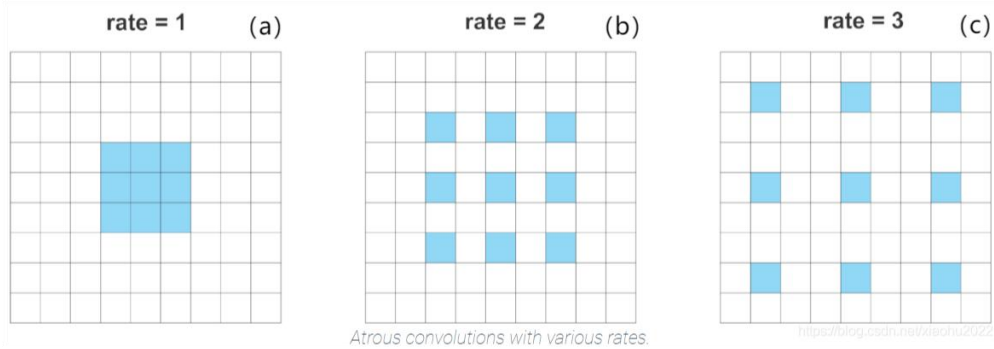 rate = 1 (a) rate = 2 (b) rate = 3 (c)
Atrous convolutions with various rates.
https://blog.csdn.net/xiaohu2022